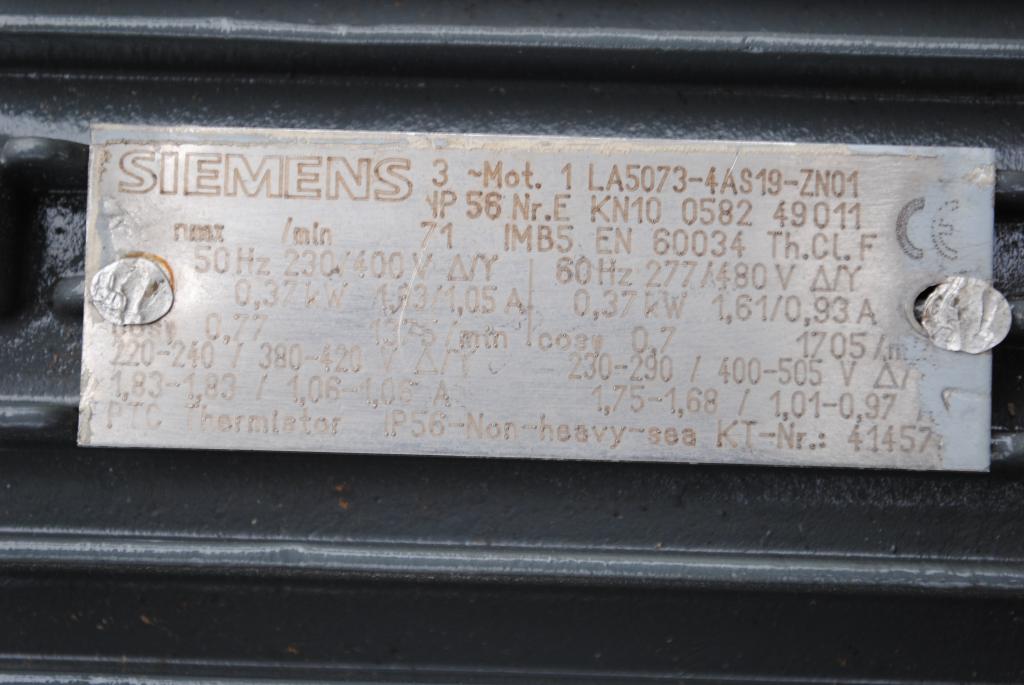 SIEMENS 3 ~Mot. 1 LA5073-4AS19-ZN01
IP 56 Nr.E KN10 0582 49011
nmx /min 71 IMB5 EN 60034 Th.Cl.F
CE
50Hz 230/400 V Δ/Y 60Hz 277/480 V Δ/Y
0,37 kW /1,05 A 0,37 kW 1,61/0,93 A
0,77 /min cosφ 0,7 1705
220-240 / 380-420 V Δ/Y 230-290 / 400-505 V Δ/
1,83-1,83 / 1,06-1,06 A 1,75-1,68 / 1,01-0,97
PTC Thermistor IP56-Non-heavy-sea KT-Nr.: 41457